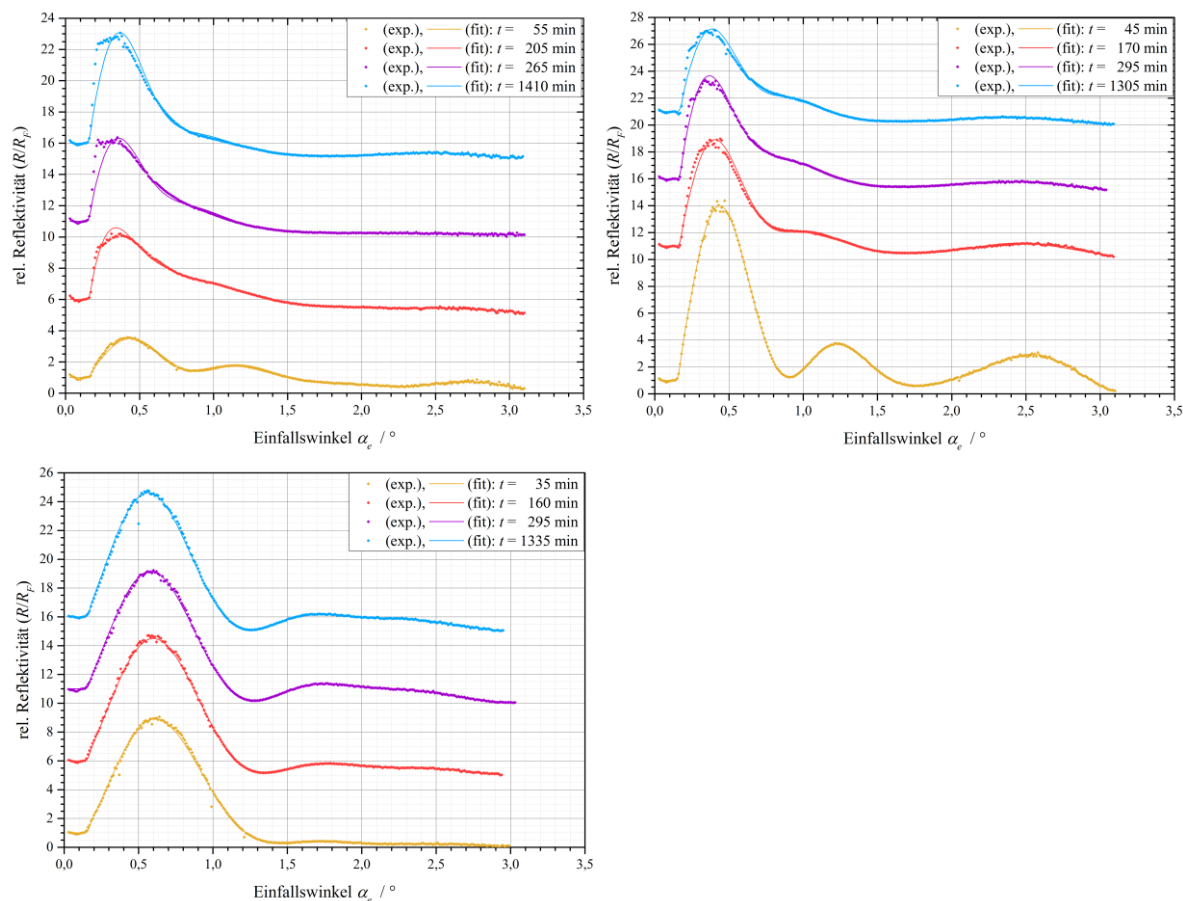 24
22
20
18
16
14
12
10
8
6
4
2
0
rel. Reflektivität (R/R_F)
(exp.), (fit): t = 55 min
(exp.), (fit): t = 205 min
(exp.), (fit): t = 265 min
(exp.), (fit): t = 1410 min
0,0 0,5 1,0 1,5 2,0 2,5 3,0 3,5
Einfallswinkel α_e / °
28
26
24
22
20
18
16
14
12
10
8
6
4
2
0
rel. Reflektivität (R/R_F)
(exp.), (fit): t = 45 min
(exp.), (fit): t = 170 min
(exp.), (fit): t = 295 min
(exp.), (fit): t = 1305 min
0,0 0,5 1,0 1,5 2,0 2,5 3,0 3,5
Einfallswinkel α_e / °
26
24
22
20
18
16
14
12
10
8
6
4
2
0
rel. Reflektivität (R/R_F)
(exp.), (fit): t = 35 min
(exp.), (fit): t = 160 min
(exp.), (fit): t = 295 min
(exp.), (fit): t = 1335 min
0,0 0,5 1,0 1,5 2,0 2,5 3,0 3,5
Einfallswinkel α_e / °